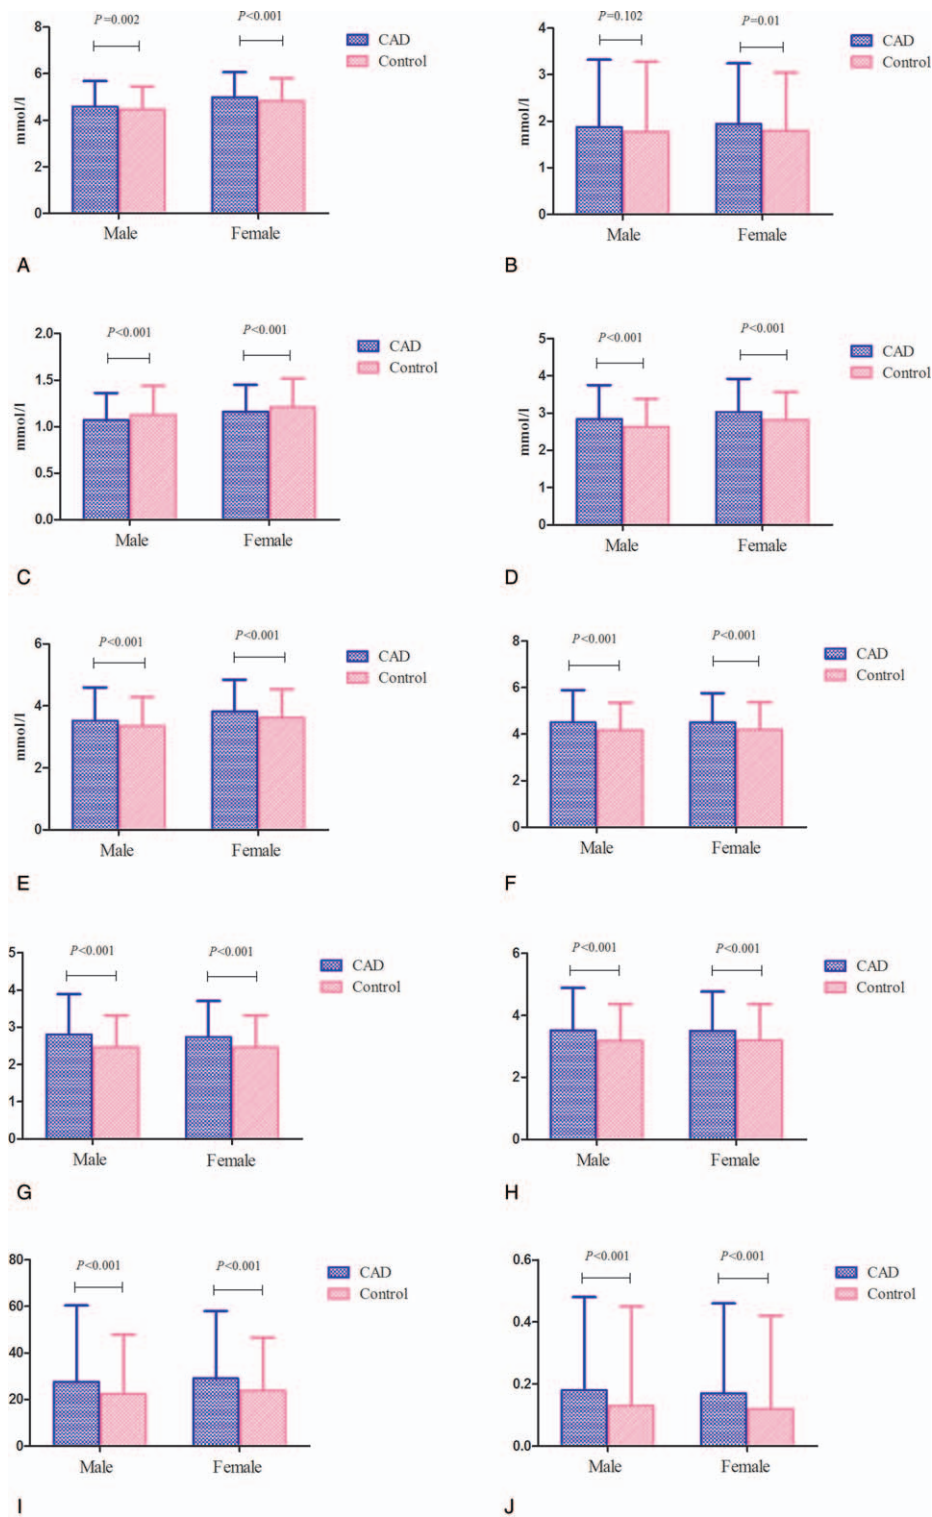 P=0.002
P<0.001
8
6
4
2
0
mmol/l
CAD
Control
Male
Female
A
P=0.102
P=0.01
4
3
2
1
0
mmol/l
CAD
Control
Male
Female
B
P<0.001
P<0.001
2.0
1.5
1.0
0.5
0.0
mmol/l
CAD
Control
Male
Female
C
P<0.001
P<0.001
5
4
3
2
1
0
mmol/l
CAD
Control
Male
Female
D
P<0.001
P<0.001
6
4
2
0
mmol/l
CAD
Control
Male
Female
E
P<0.001
P<0.001
8
6
4
2
0
CAD
Control
Male
Female
F
P<0.001
P<0.001
5
4
3
2
1
0
CAD
Control
Male
Female
G
P<0.001
P<0.001
6
4
2
0
CAD
Control
Male
Female
H
P<0.001
P<0.001
80
60
40
20
0
CAD
Control
Male
Female
I
P<0.001
P<0.001
0.6
0.4
0.2
0.0
CAD
Control
Male
Female
J